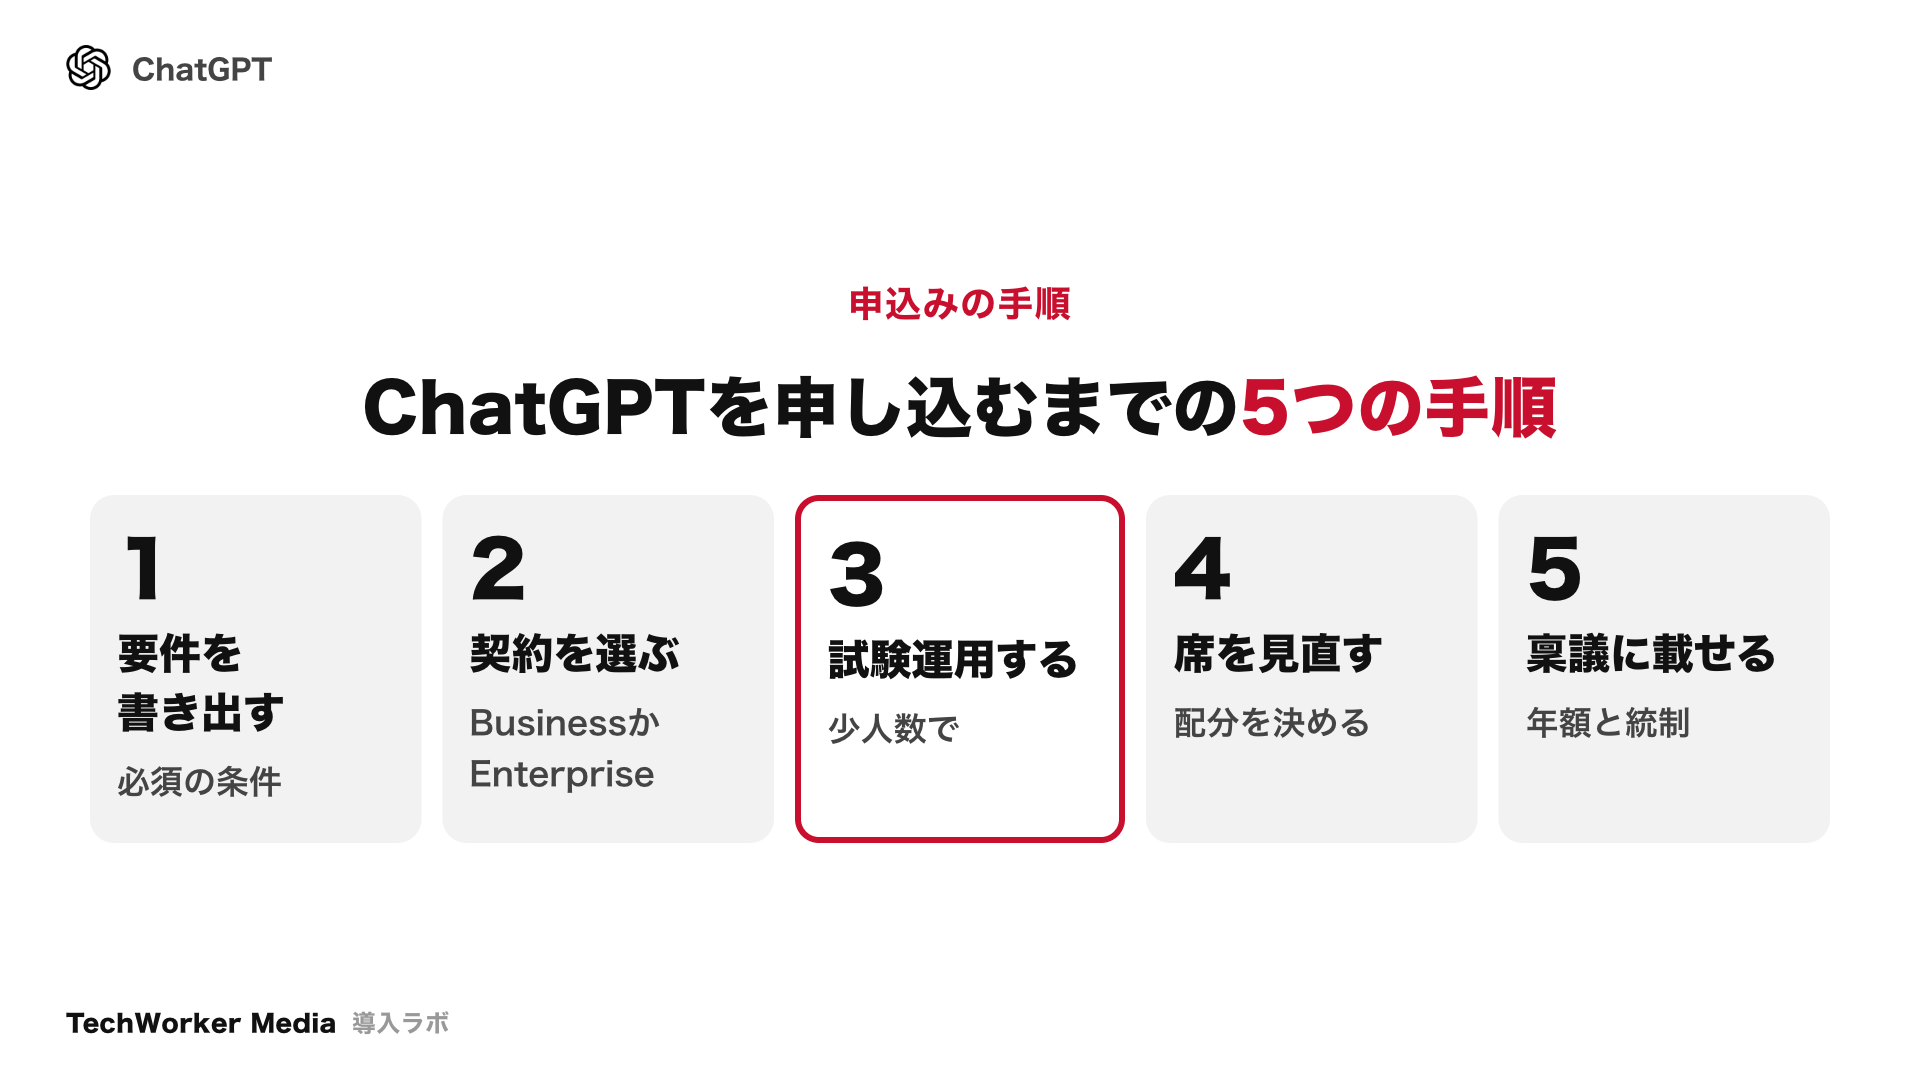 ChatGPT
申込みの手順
ChatGPTを申し込むまでの5つの手順
1
要件を
書き出す
必須の条件
2
契約を選ぶ
Businessか
Enterprise
3
試験運用する
少人数で
4
席を見直す
配分を決める
5
稟議に載せる
年額と統制
TechWorker Media 導入ラボ